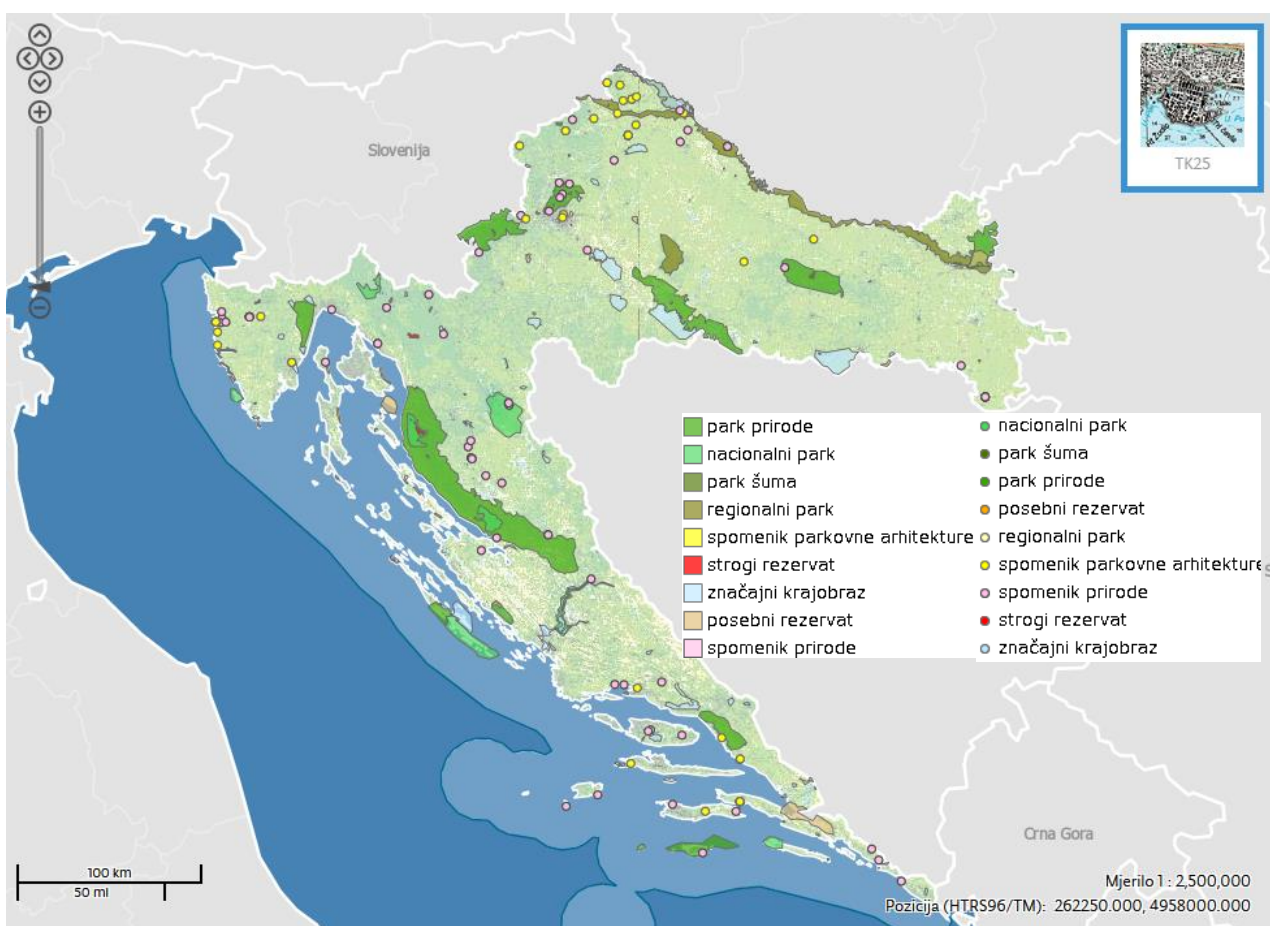 Slovenija
TK25
park prirode
nacionalni park
park šuma
regionalni park
spomenik parkovne arhitekture
strogi rezervat
značajni krajobraz
posebni rezervat
spomenik prirode
nacionalni park
park šuma
park prirode
posebni rezervat
regionalni park
spomenik parkovne arhitekture
spomenik prirode
strogi rezervat
značajni krajobraz
Crna Gora
100 km
50 mi
Mjerilo 1 : 2,500,000
Pozicija (HTRS96/TM): 262250.000, 4958000.000